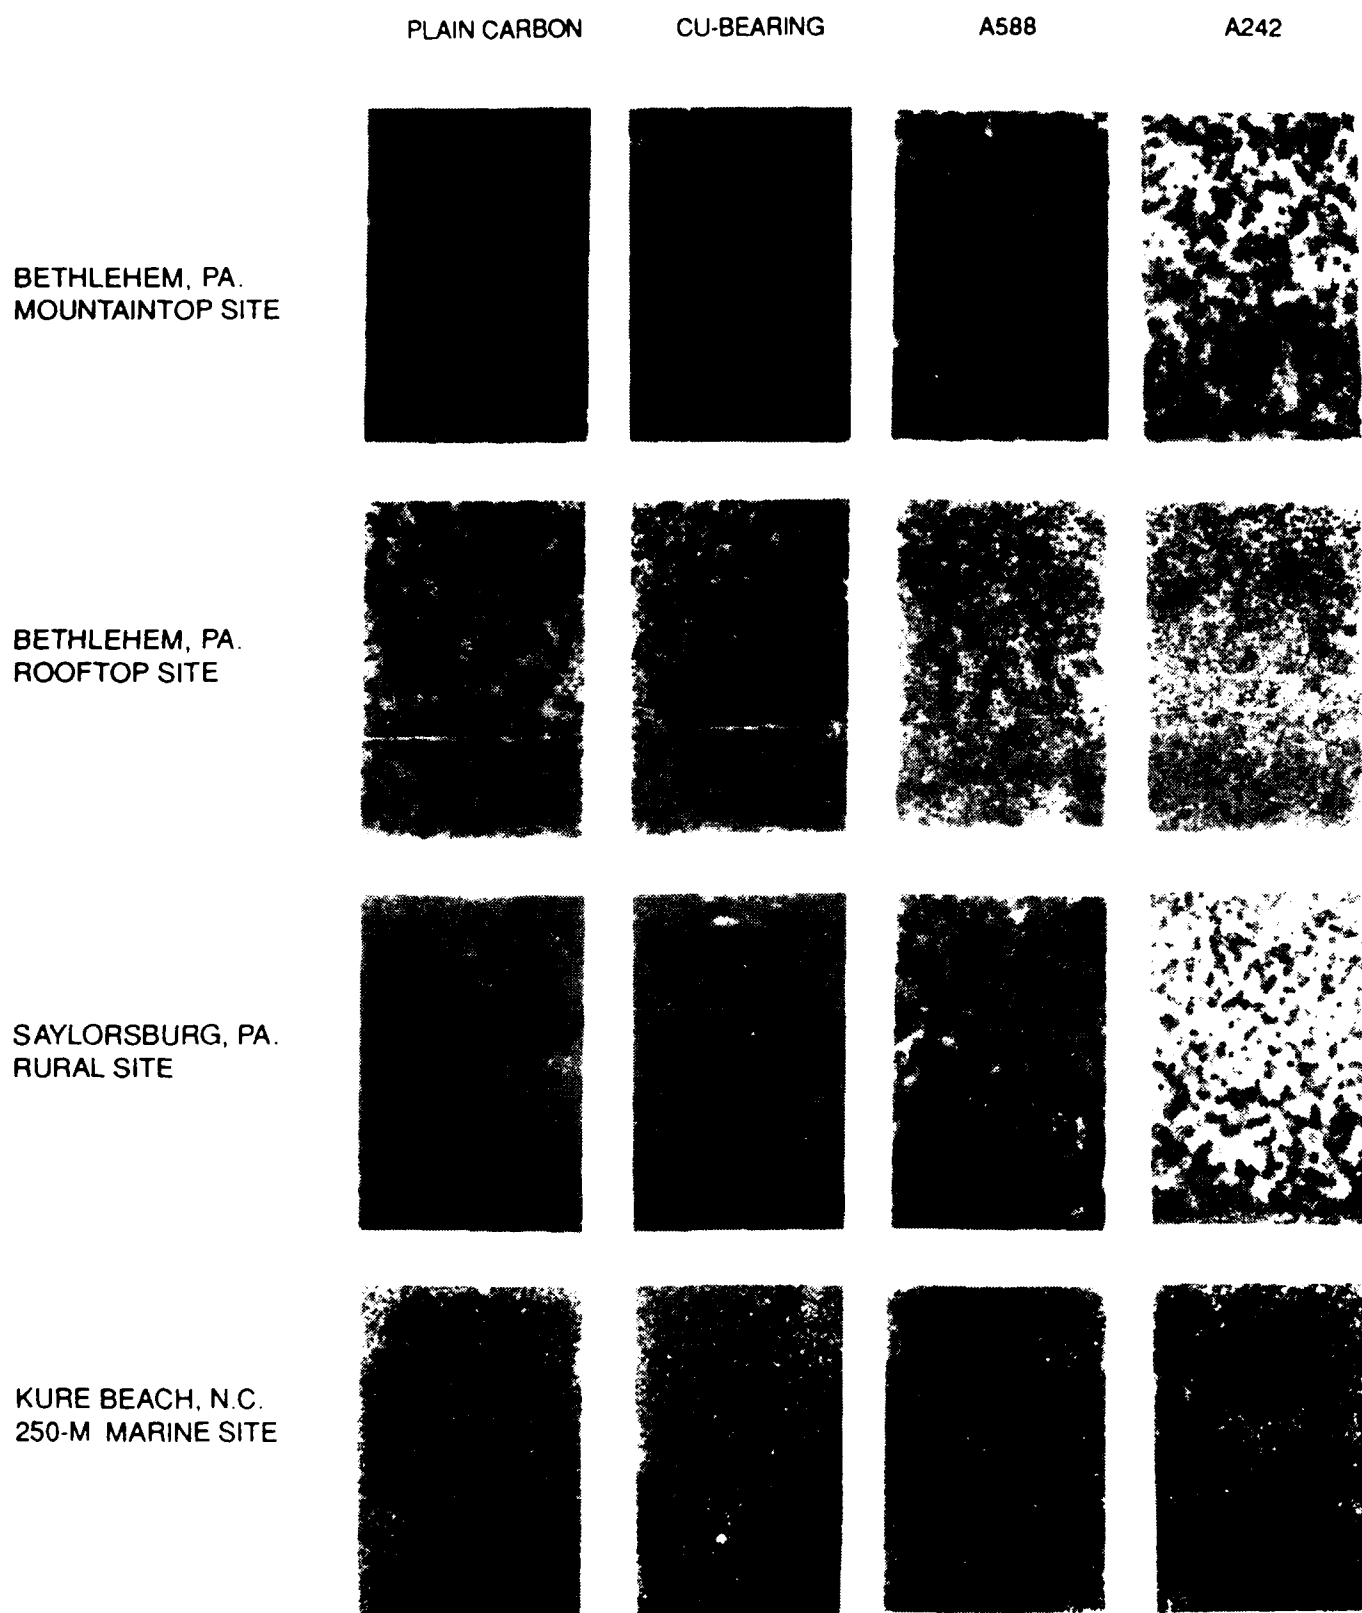 PLAIN CARBON CU-BEARING A588 A242
BETHLEHEM, PA.
MOUNTAINTOP SITE
BETHLEHEM, PA.
ROOFTOP SITE
SAYLORSBURG, PA.
RURAL SITE
KURE BEACH, N.C.
250-M MARINE SITE